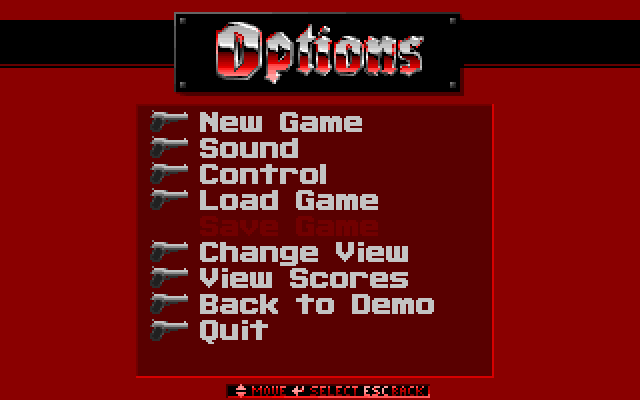 Options
New Game
Sound
Control
Load Game
Save Game
Change View
View Scores
Back to Demo
Quit
MOVE SELECT ESC BACK